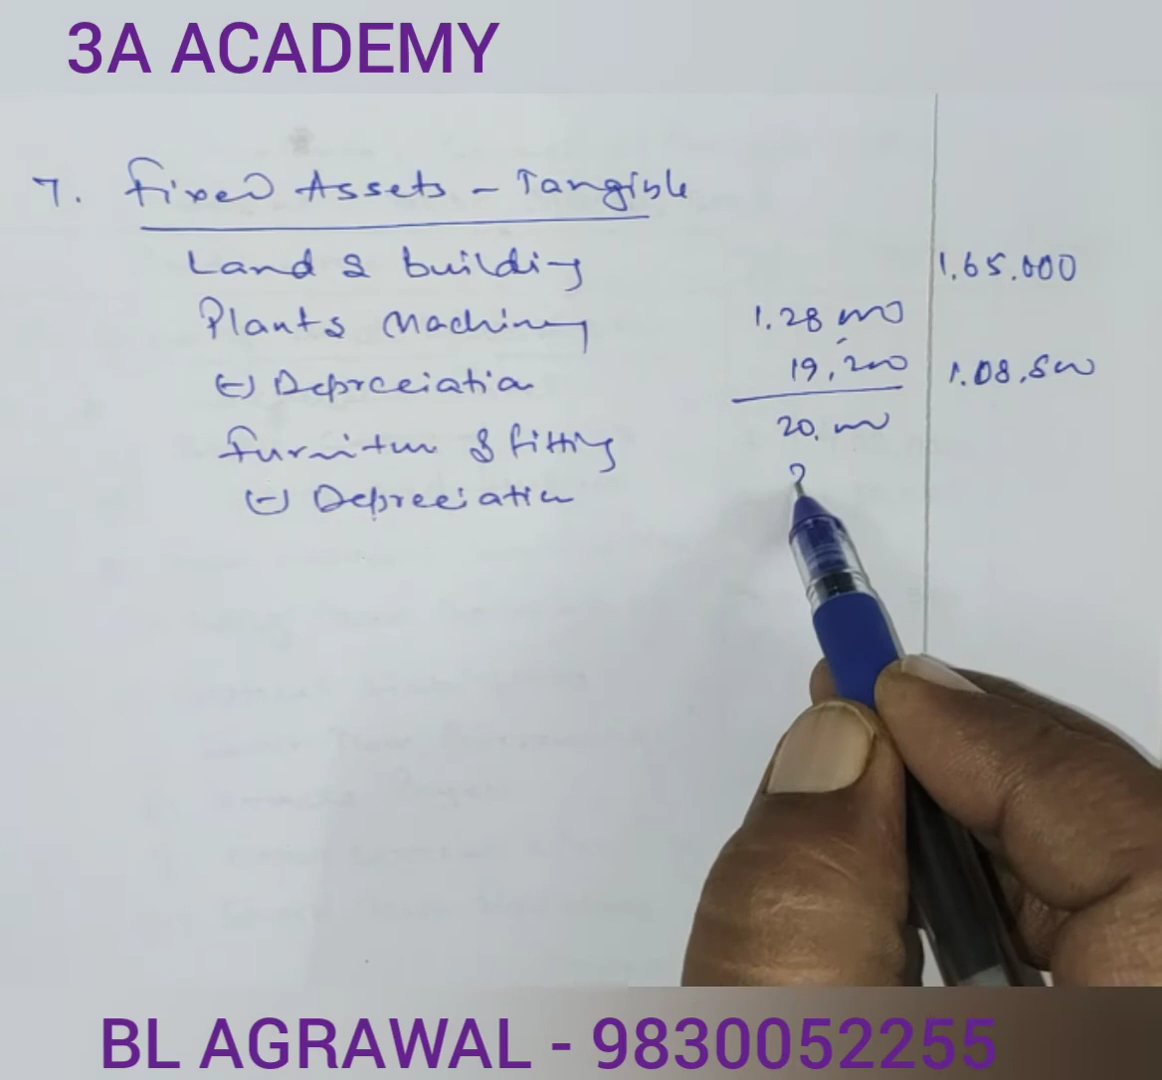 3A ACADEMY
7. Fixed Assets - Tangible
Land & building 1,65,000
Plants Machinery 1.28,000
(-) Depreciation 19,200 1.08,800
Furniture & fitting 20,000
(-) Depreciation 2
BL AGRAWAL - 9830052255